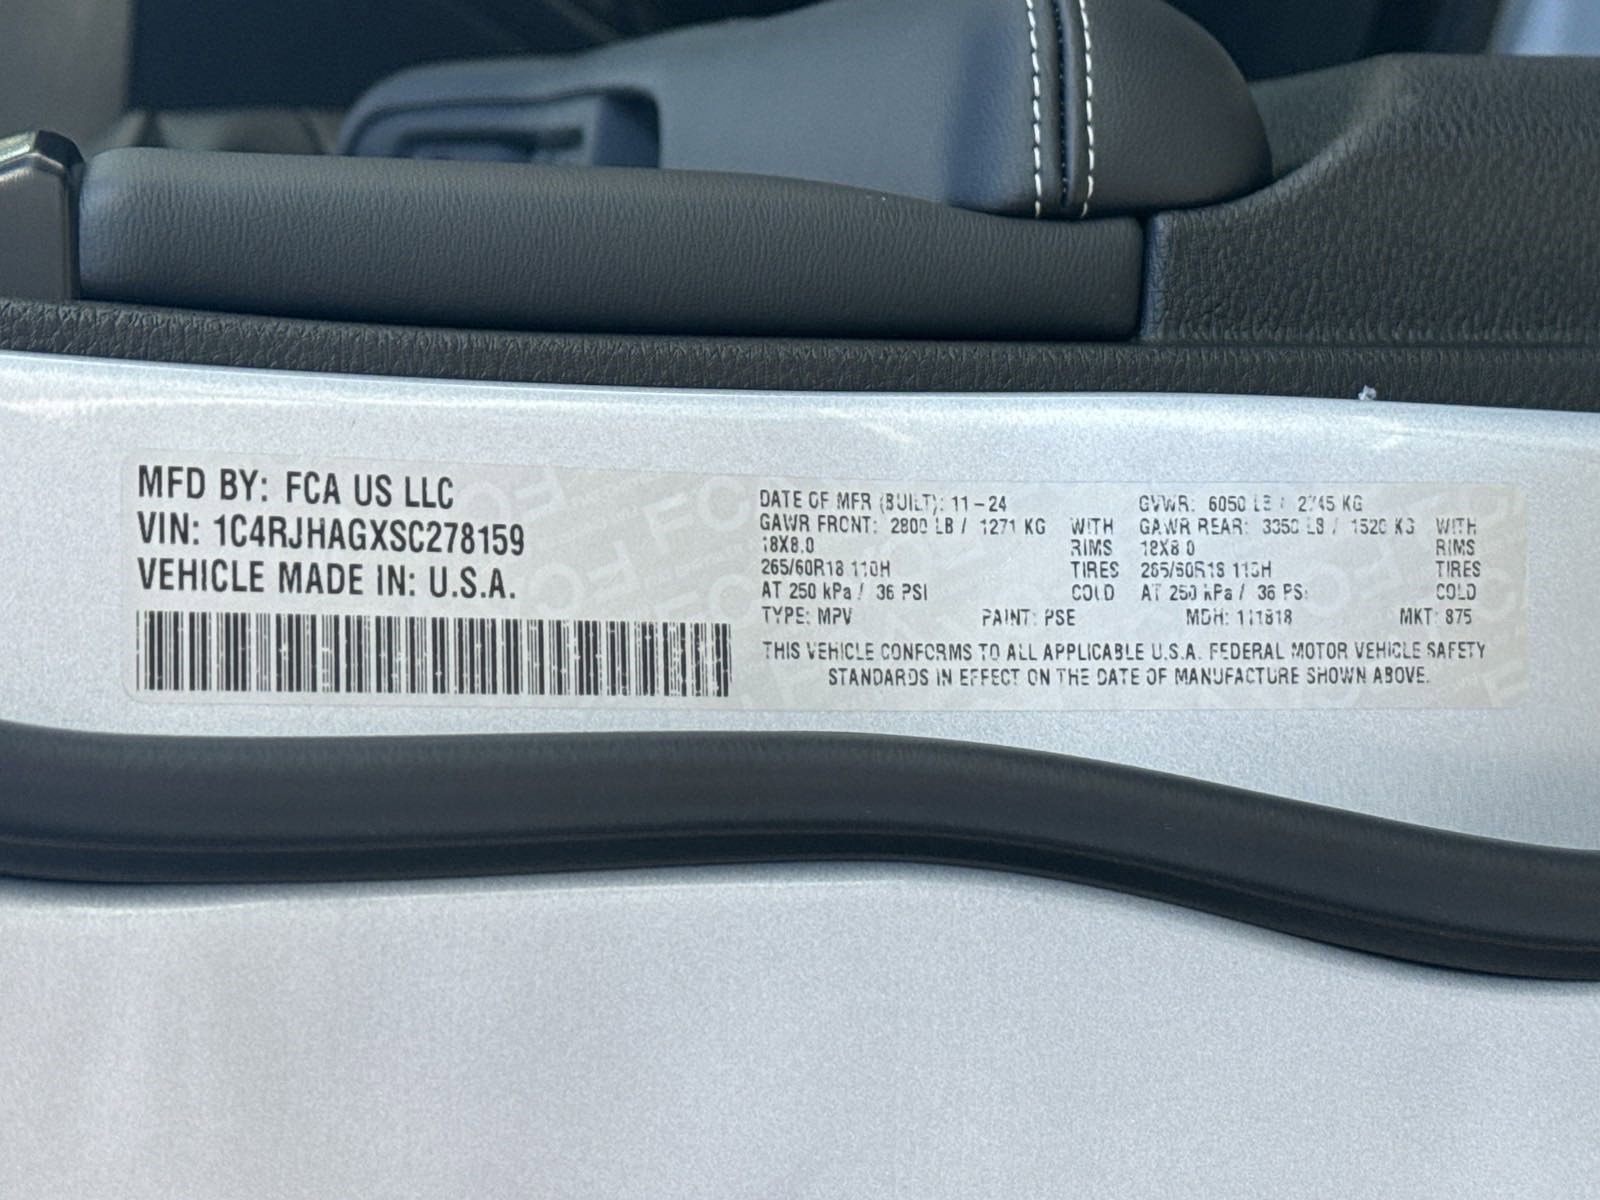 MFD BY: FCA US LLC
VIN: 1C4RJHAGXSC278159
VEHICLE MADE IN: U.S.A.
DATE OF MFR (BUILT): 11-24 GVWR: 6050 LB / 2745 KG
GAWR FRONT: 2800 LB / 1271 KG WITH GAWR REAR: 3350 LB / 1520 KG WITH
18X8.0 RIMS 18X8.0 RIMS
265/60R18 110H TIRES 265/60R18 110H TIRES
AT 250 kPa / 36 PSI COLD AT 250 kPa / 36 PSI COLD
TYPE: MPV PAINT: PSE MDH: 111818 MKT: 875
THIS VEHICLE CONFORMS TO ALL APPLICABLE U.S.A. FEDERAL MOTOR VEHICLE SAFETY
STANDARDS IN EFFECT ON THE DATE OF MANUFACTURE SHOWN ABOVE.